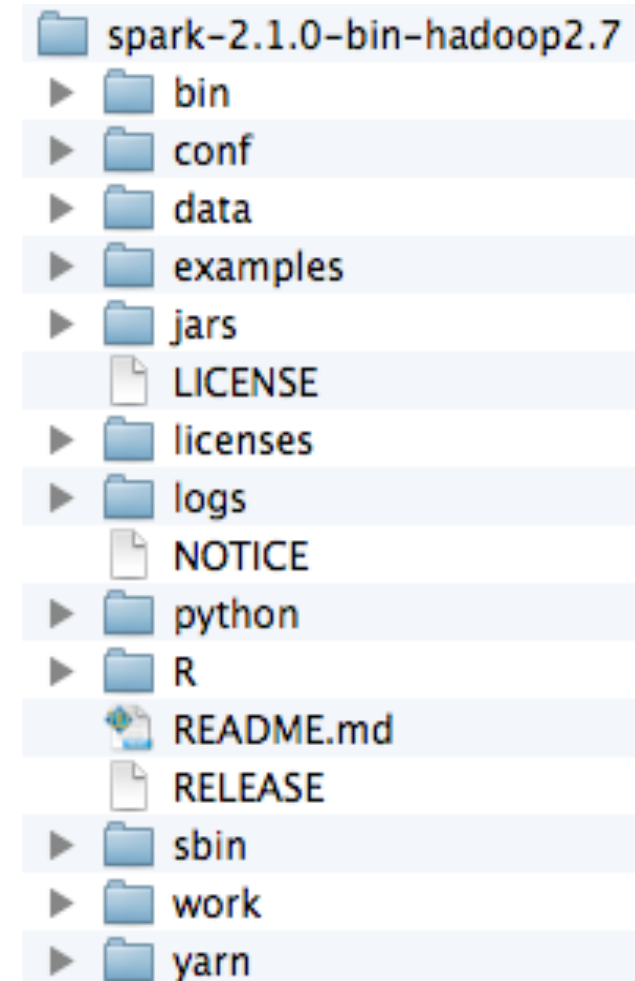 spark-2.1.0-bin-hadoop2.7
bin
conf
data
examples
jars
LICENSE
licenses
logs
NOTICE
python
R
README.md
RELEASE
sbin
work
yarn